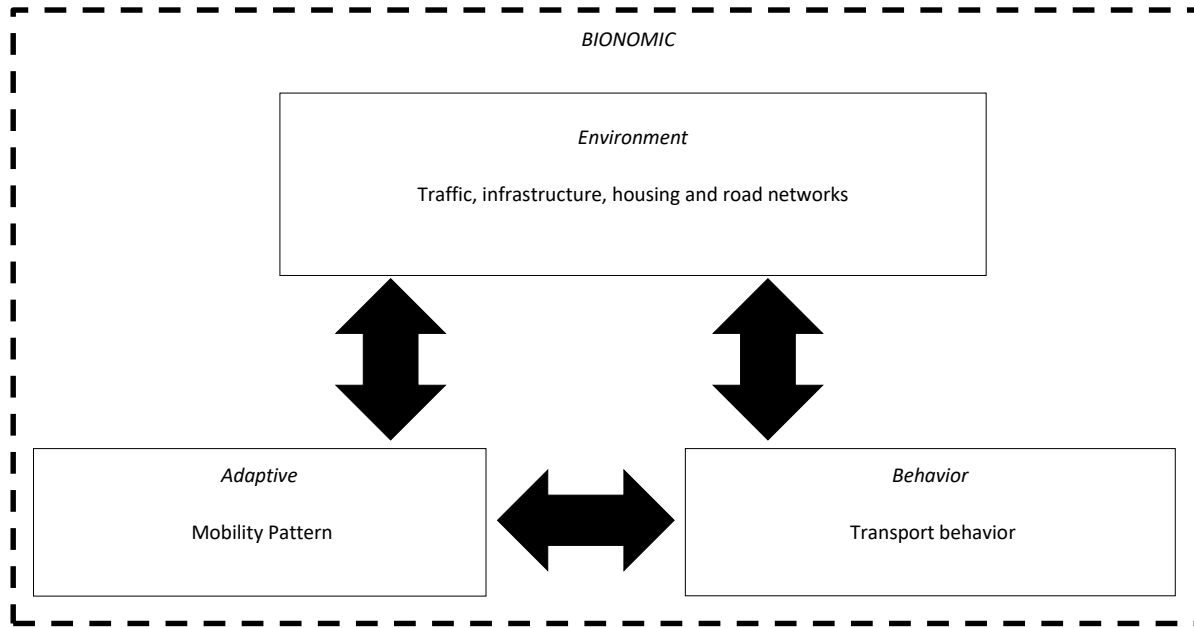 BIONOMIC
Environment
Traffic, infrastructure, housing and road networks
Adaptive
Mobility Pattern
Behavior
Transport behavior